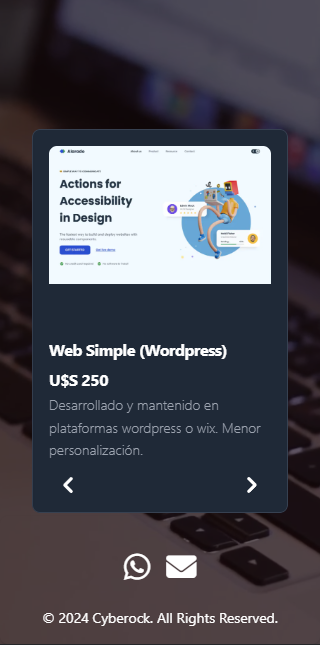 Actions for
Accessibility
in Design
Web Simple (Wordpress)
U$S 250
Desarrollado y mantenido en
plataformas wordpress o wix. Menor
personalización.
© 2024 Cyberock. All Rights Reserved.